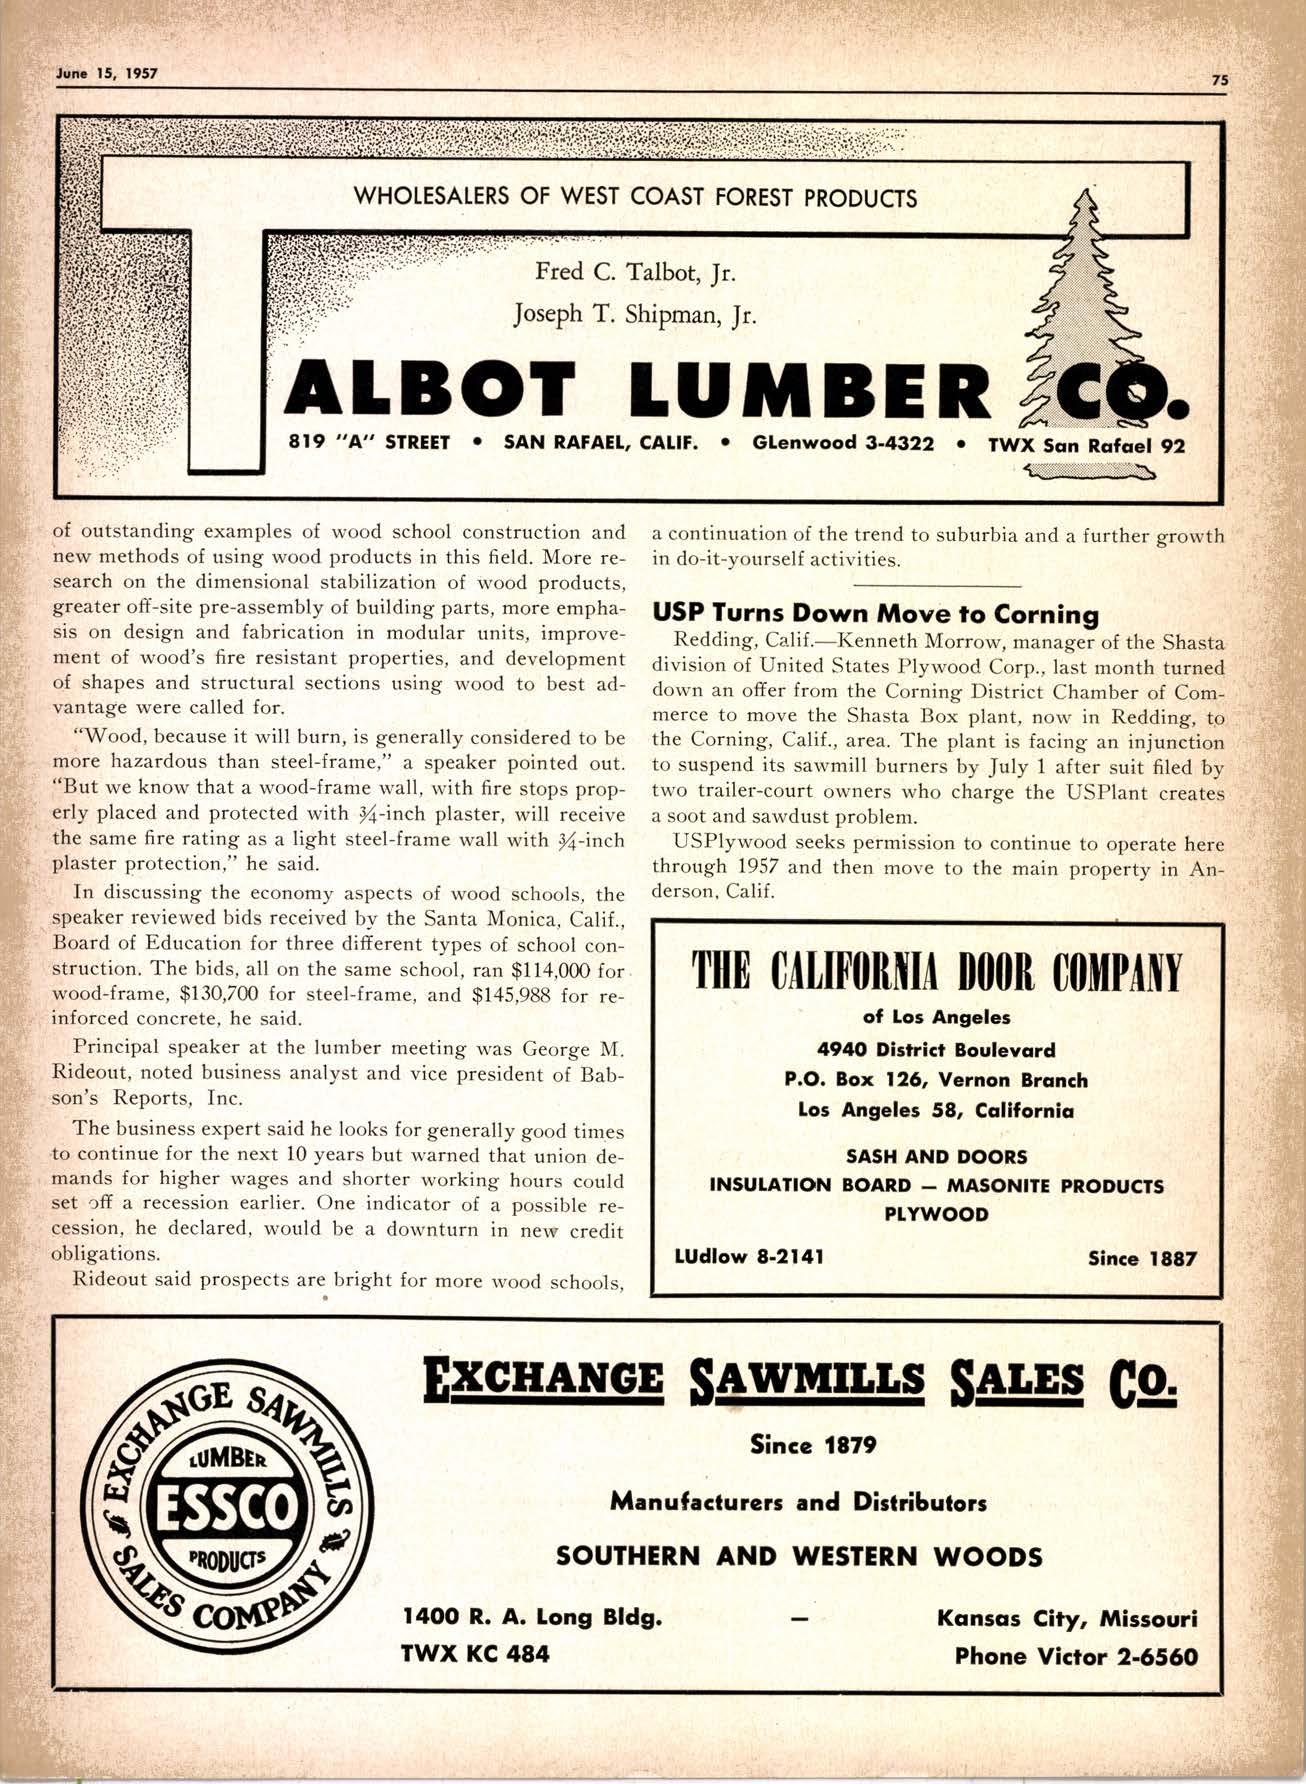 June 15, 1957
75
WHOLESALERS OF WEST COAST FOREST PRODUCTS
Fred C. Talbot, Jr.
Joseph T. Shipman, Jr.
TALBOT LUMBER CO.
819 "A" STREET • SAN RAFAEL, CALIF. • GLenwood 3-4322 • TWX San Rafael 92
of outstanding examples of wood school construction and
new methods of using wood products in this field. More re-
search on the dimensional stabilization of wood products,
greater off-site pre-assembly of building parts, more empha-
sis on design and fabrication in modular units, improve-
ment of wood's fire resistant properties, and development
of shapes and structural sections using wood to best ad-
vantage were called for.
"Wood, because it will burn, is generally considered to be
more hazardous than steel-frame," a speaker pointed out.
"But we know that a wood-frame wall, with fire stops prop-
erly placed and protected with ¾-inch plaster, will receive
the same fire rating as a light steel-frame wall with ¾-inch
plaster protection," he said.
In discussing the economy aspects of wood schools, the
speaker reviewed bids received by the Santa Monica, Calif.,
Board of Education for three different types of school con-
struction. The bids, all on the same school, ran $114,000 for
wood-frame, $130,700 for steel-frame, and $145,988 for re-
inforced concrete, he said.
Principal speaker at the lumber meeting was George M.
Rideout, noted business analyst and vice president of Bab-
son's Reports, Inc.
The business expert said he looks for generally good times
to continue for the next 10 years but warned that union de-
mands for higher wages and shorter working hours could
set off a recession earlier. One indicator of a possible re-
cession, he declared, would be a downturn in new credit
obligations.
Rideout said prospects are bright for more wood schools,
a continuation of the trend to suburbia and a further growth
in do-it-yourself activities.
USP Turns Down Move to Corning
Redding, Calif.—Kenneth Morrow, manager of the Shasta
division of United States Plywood Corp., last month turned
down an offer from the Corning District Chamber of Com-
merce to move the Shasta Box plant, now in Redding, to
the Corning, Calif., area. The plant is facing an injunction
to suspend its sawmill burners by July 1 after suit filed by
two trailer-court owners who charge the USPlant creates
a soot and sawdust problem.
USPlywood seeks permission to continue to operate here
through 1957 and then move to the main property in An-
derson, Calif.
THE CALIFORNIA DOOR COMPANY
of Los Angeles
4940 District Boulevard
P.O. Box 126, Vernon Branch
Los Angeles 58, California
SASH AND DOORS
INSULATION BOARD — MASONITE PRODUCTS
PLYWOOD
LUdlow 8-2141
Since 1887
EXCHANGE SAWMILLS
SALES COMPANY
LUMBER
ESSCO
PRODUCTS
EXCHANGE SAWMILLS SALES CO.
Since 1879
Manufacturers and Distributors
SOUTHERN AND WESTERN WOODS
1400 R. A. Long Bldg. — Kansas City, Missouri
TWX KC 484
Phone Victor 2-6560